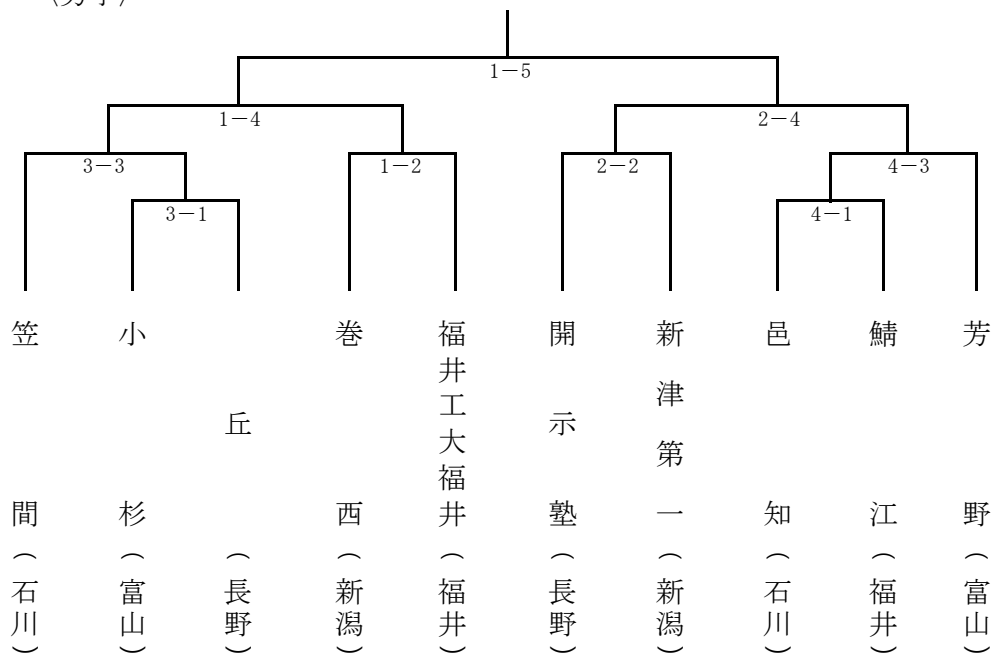 1－5
1－4
2－4
3－3
1－2
2－2
4－3
3－1
4－1
笠間（石川）
小杉（富山）
丘（長野）
巻西（新潟）
福井工大福井（福井）
開示塾（長野）
新津第一（新潟）
邑知（石川）
鯖江（福井）
芳野（富山）